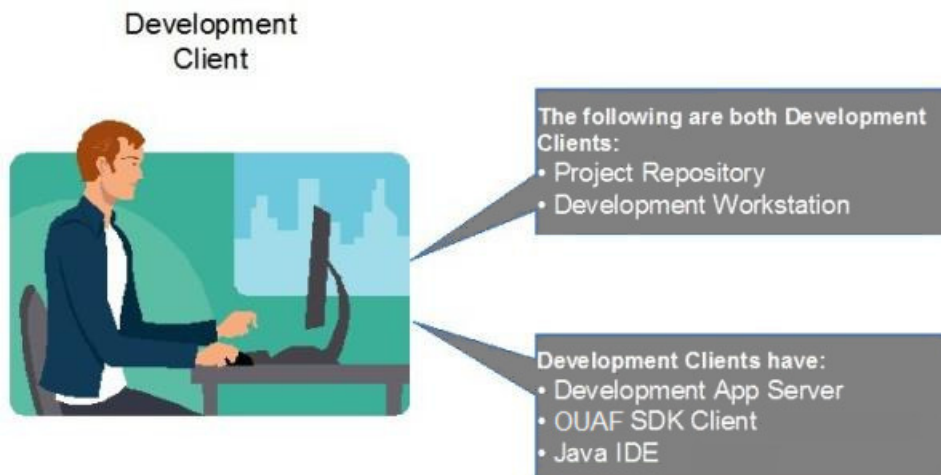 Development
Client
The following are both Development
Clients:
• Project Repository
• Development Workstation
Development Clients have:
• Development App Server
• OUAF SDK Client
• Java IDE